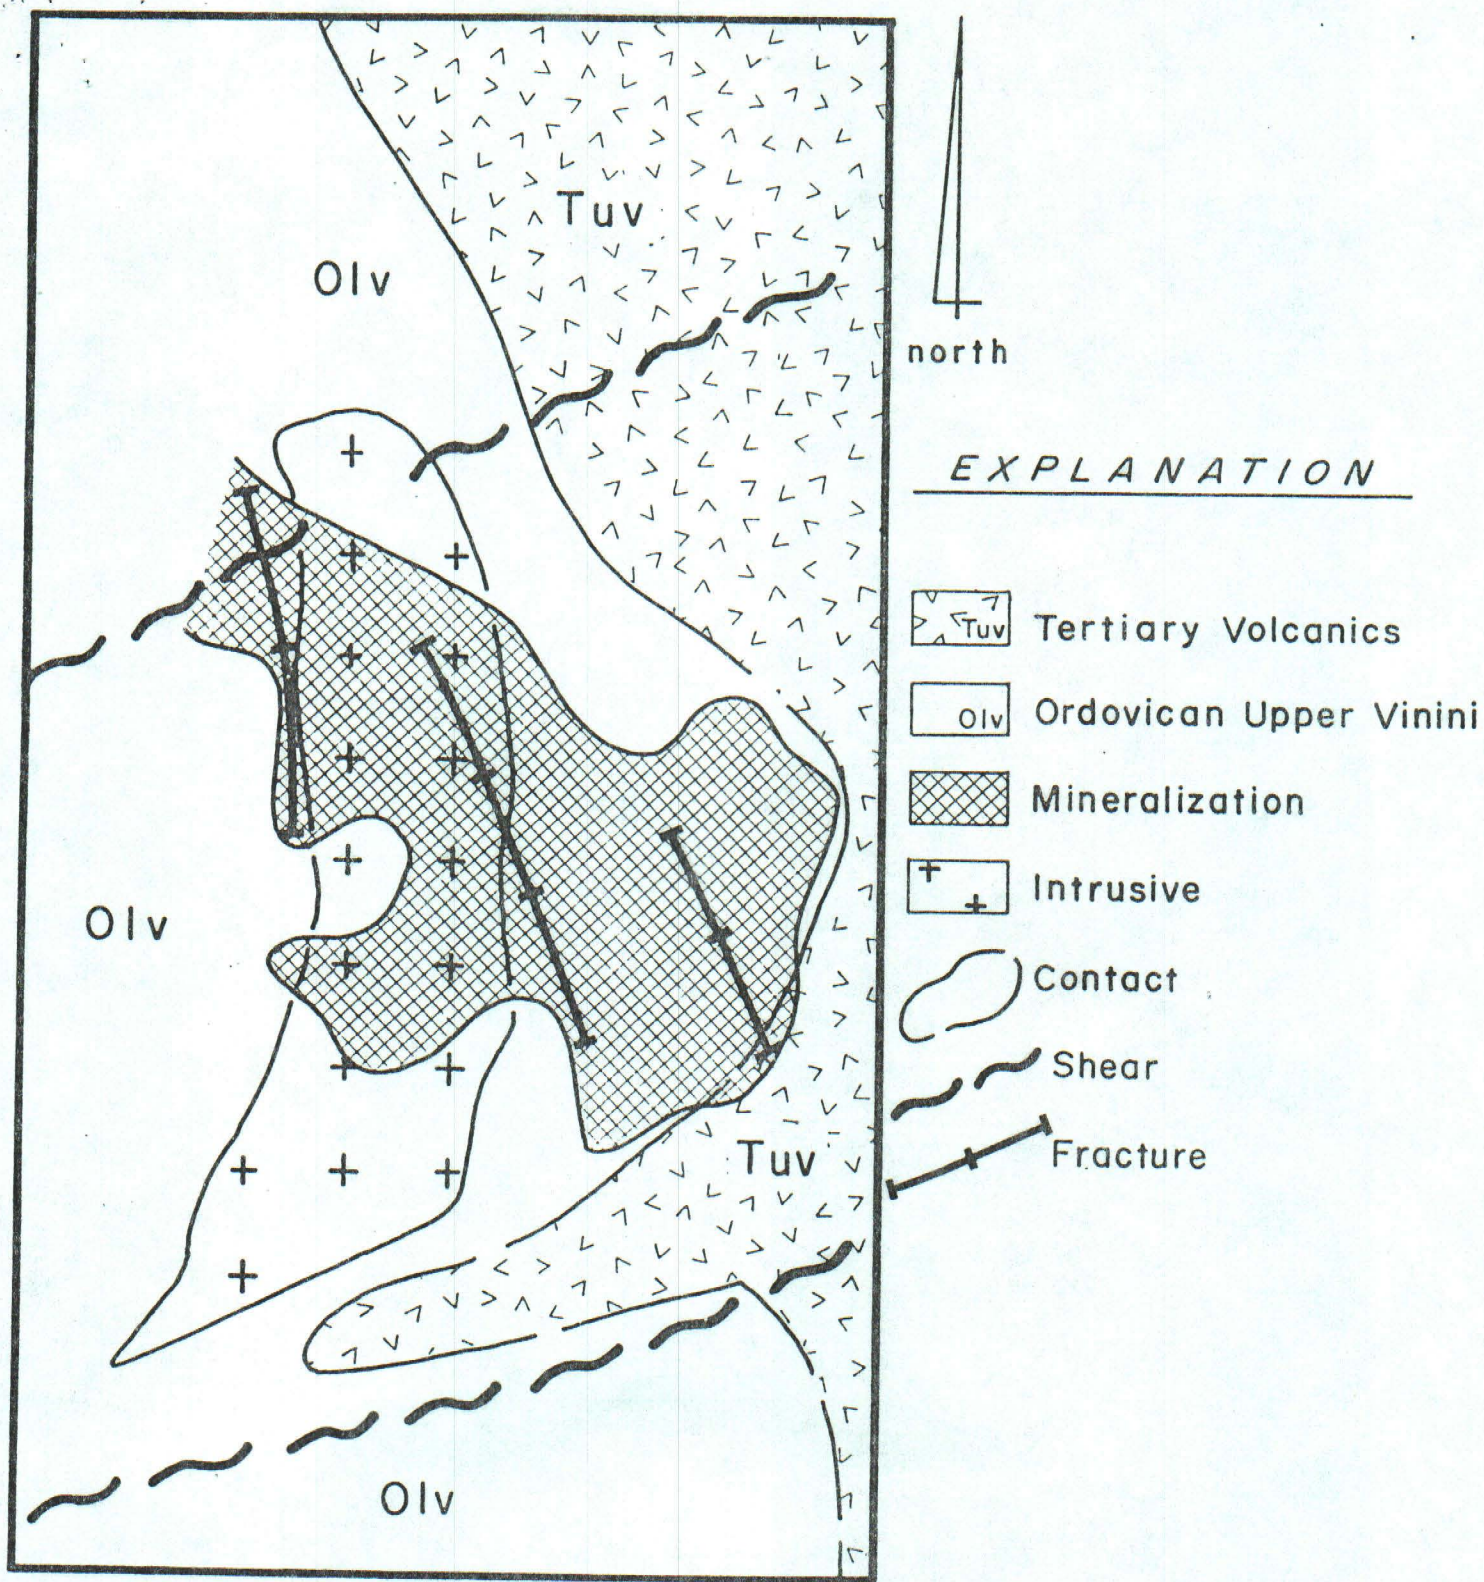 Tuv
Olv
north
EXPLANATION
Tuv Tertiary Volcanics
Olv Ordovican Upper Vinini
Mineralization
Olv
Intrusive
Contact
Shear
Tuv
Fracture
Olv